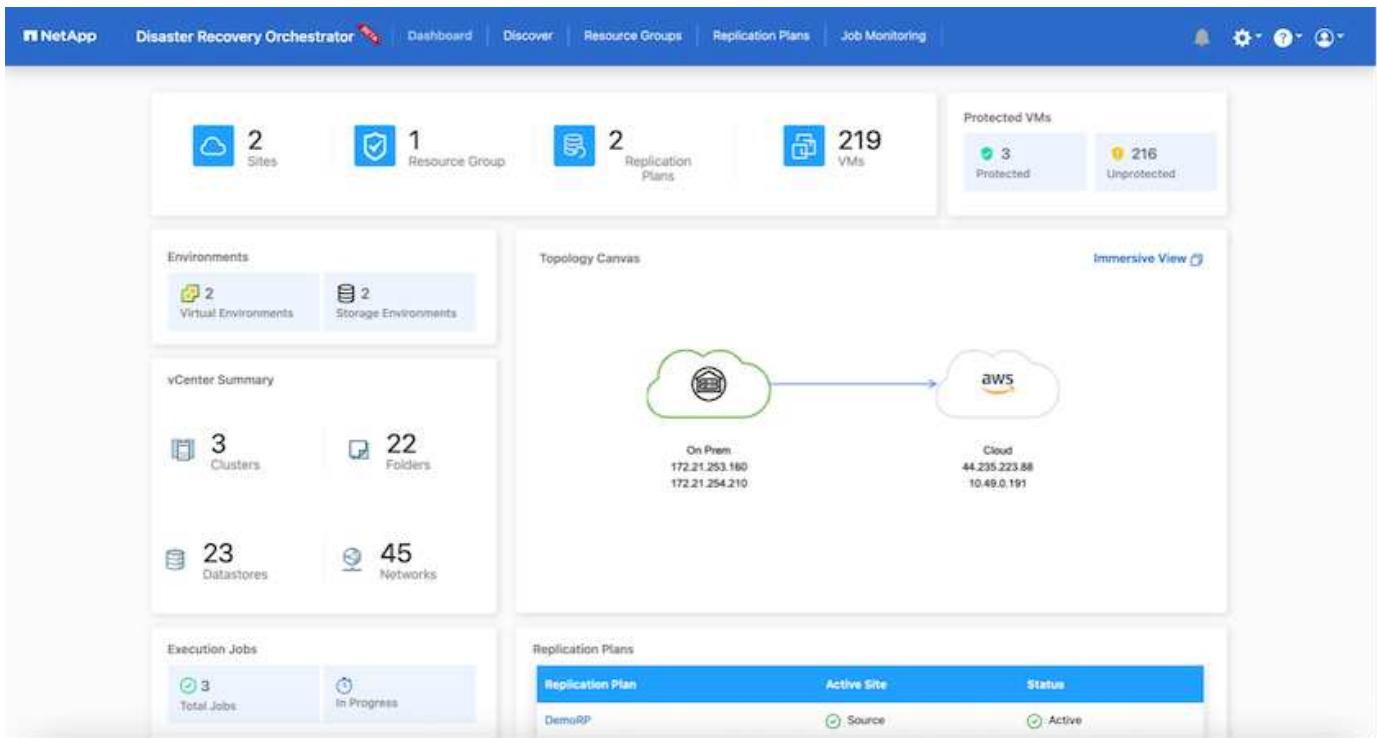 NetApp
Disaster Recovery Orchestrator
Dashboard
Discover
Resource Groups
Replication Plans
Job Monitoring
2
Sites
1
Resource Group
2
Replication
Plans
219
VMs
Protected VMs
3
Protected
216
Unprotected
Environments
2
Virtual Environments
2
Storage Environments
Topology Canvas
Immersive View
aws
On Prem
172.21.253.160
172.21.254.210
Cloud
44.235.223.88
10.49.0.191
vCenter Summary
3
Clusters
22
Folders
23
Datastores
45
Networks
Execution Jobs
3
Total Jobs
In Progress
Replication Plans
Replication Plan Active Site Status
DemoRP Source Active